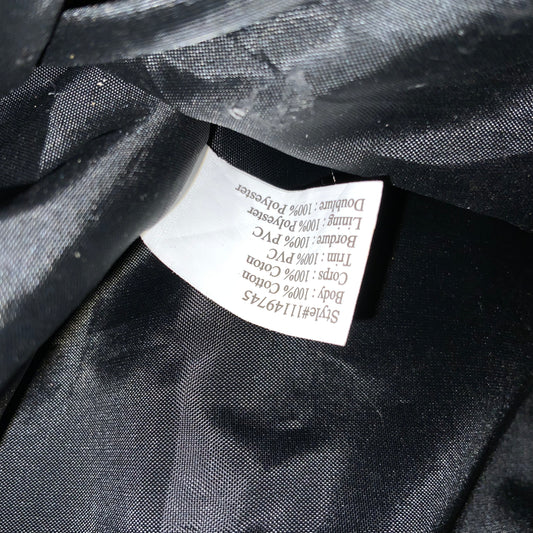 Style#11149745
Body : 100% Cotton
Corps : 100% Coton
Trim : 100% PVC
Bordure : 100% PVC
Lining : 100% Polyester
Doublure : 100% Polyester